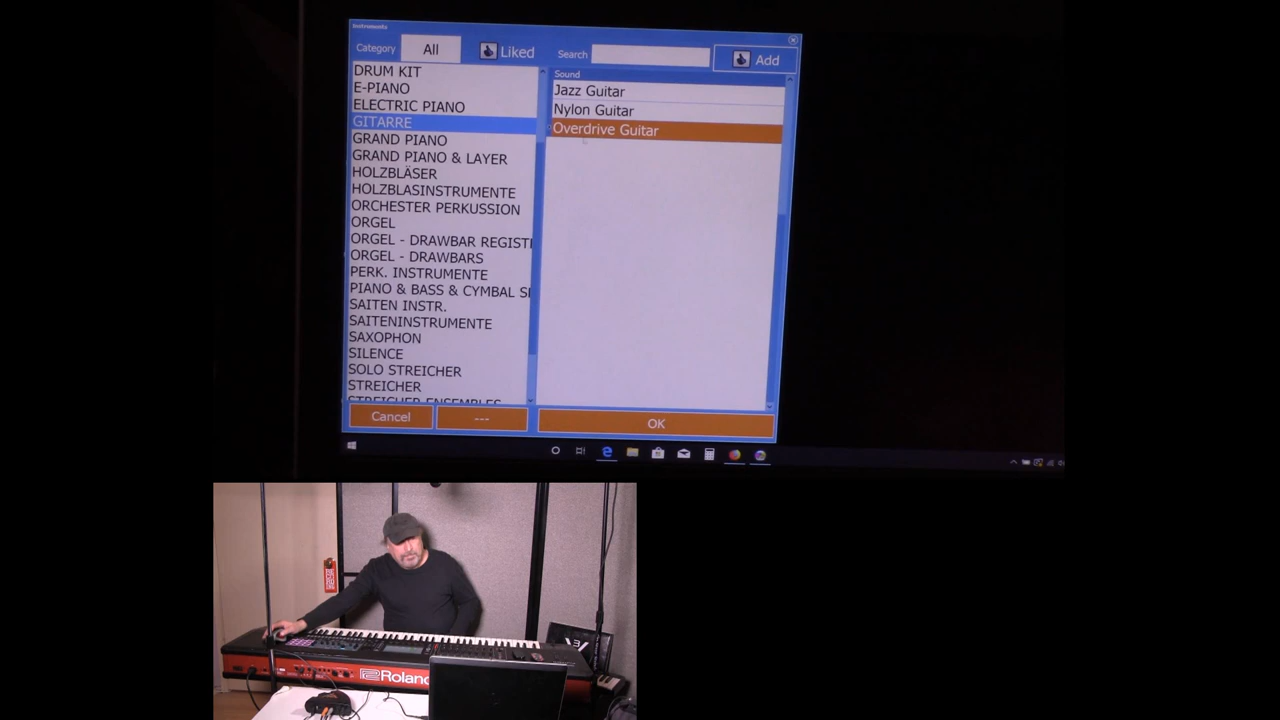 Instruments
Category All Liked Search Add
DRUM KIT
E-PIANO
ELECTRIC PIANO
GITARRE
GRAND PIANO
GRAND PIANO & LAYER
HOLZBLÄSER
HOLZBLASINSTRUMENTE
ORCHESTER PERKUSSION
ORGEL
ORGEL - DRAWBAR REGISTI
ORGEL - DRAWBARS
PERK. INSTRUMENTE
PIANO & BASS & CYMBAL
SAITEN INSTR.
SAITENINSTRUMENTE
SAXOPHON
SILENCE
SOLO STREICHER
STREICHER
STREICHER ENSEMBLES
Sound
Jazz Guitar
Nylon Guitar
Overdrive Guitar
Cancel --- OK
Roland